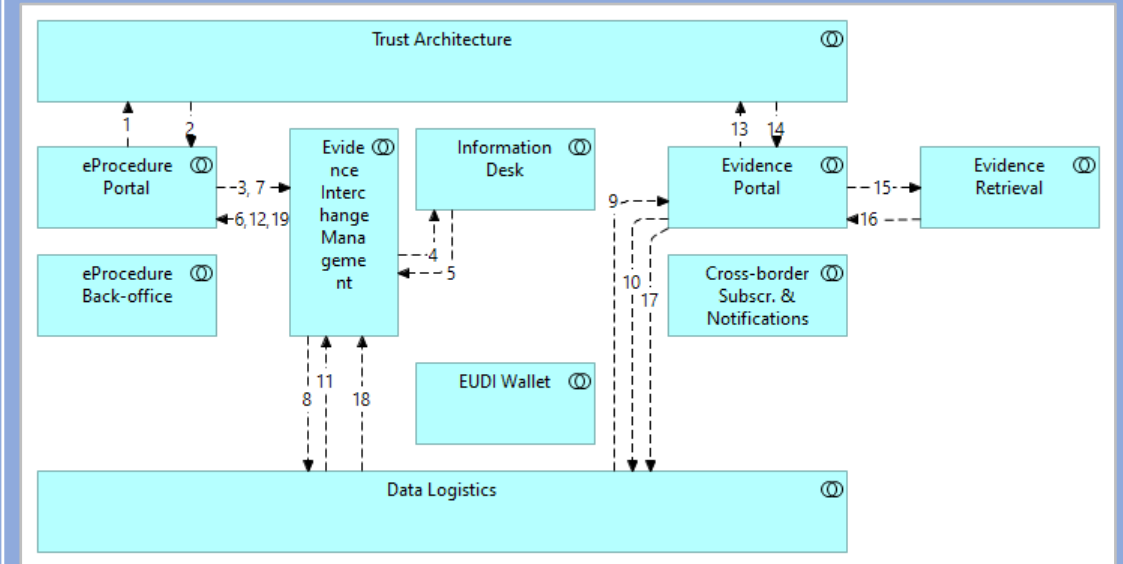 Trust Architecture
1
2
13
14
eProcedure
Portal
3, 7
6,12,19
Evide
nce
Interc
hange
Mana
geme
nt
Information
Desk
4
5
9
Evidence
Portal
15
16
Evidence
Retrieval
eProcedure
Back-office
10
17
Cross-border
Subscr. &
Notifications
8
11
18
EUDI Wallet
Data Logistics